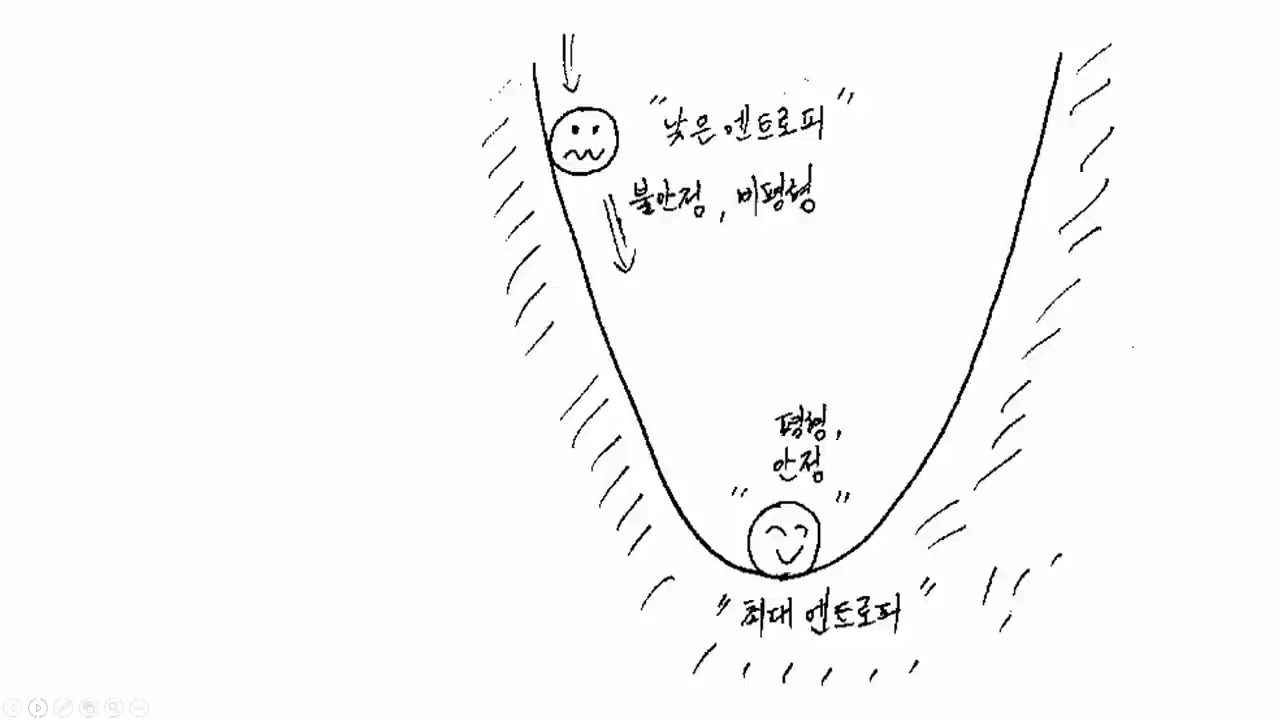 "낮은 엔트로피"
불안정, 비평형
평형,
안정
"최대 엔트로피"